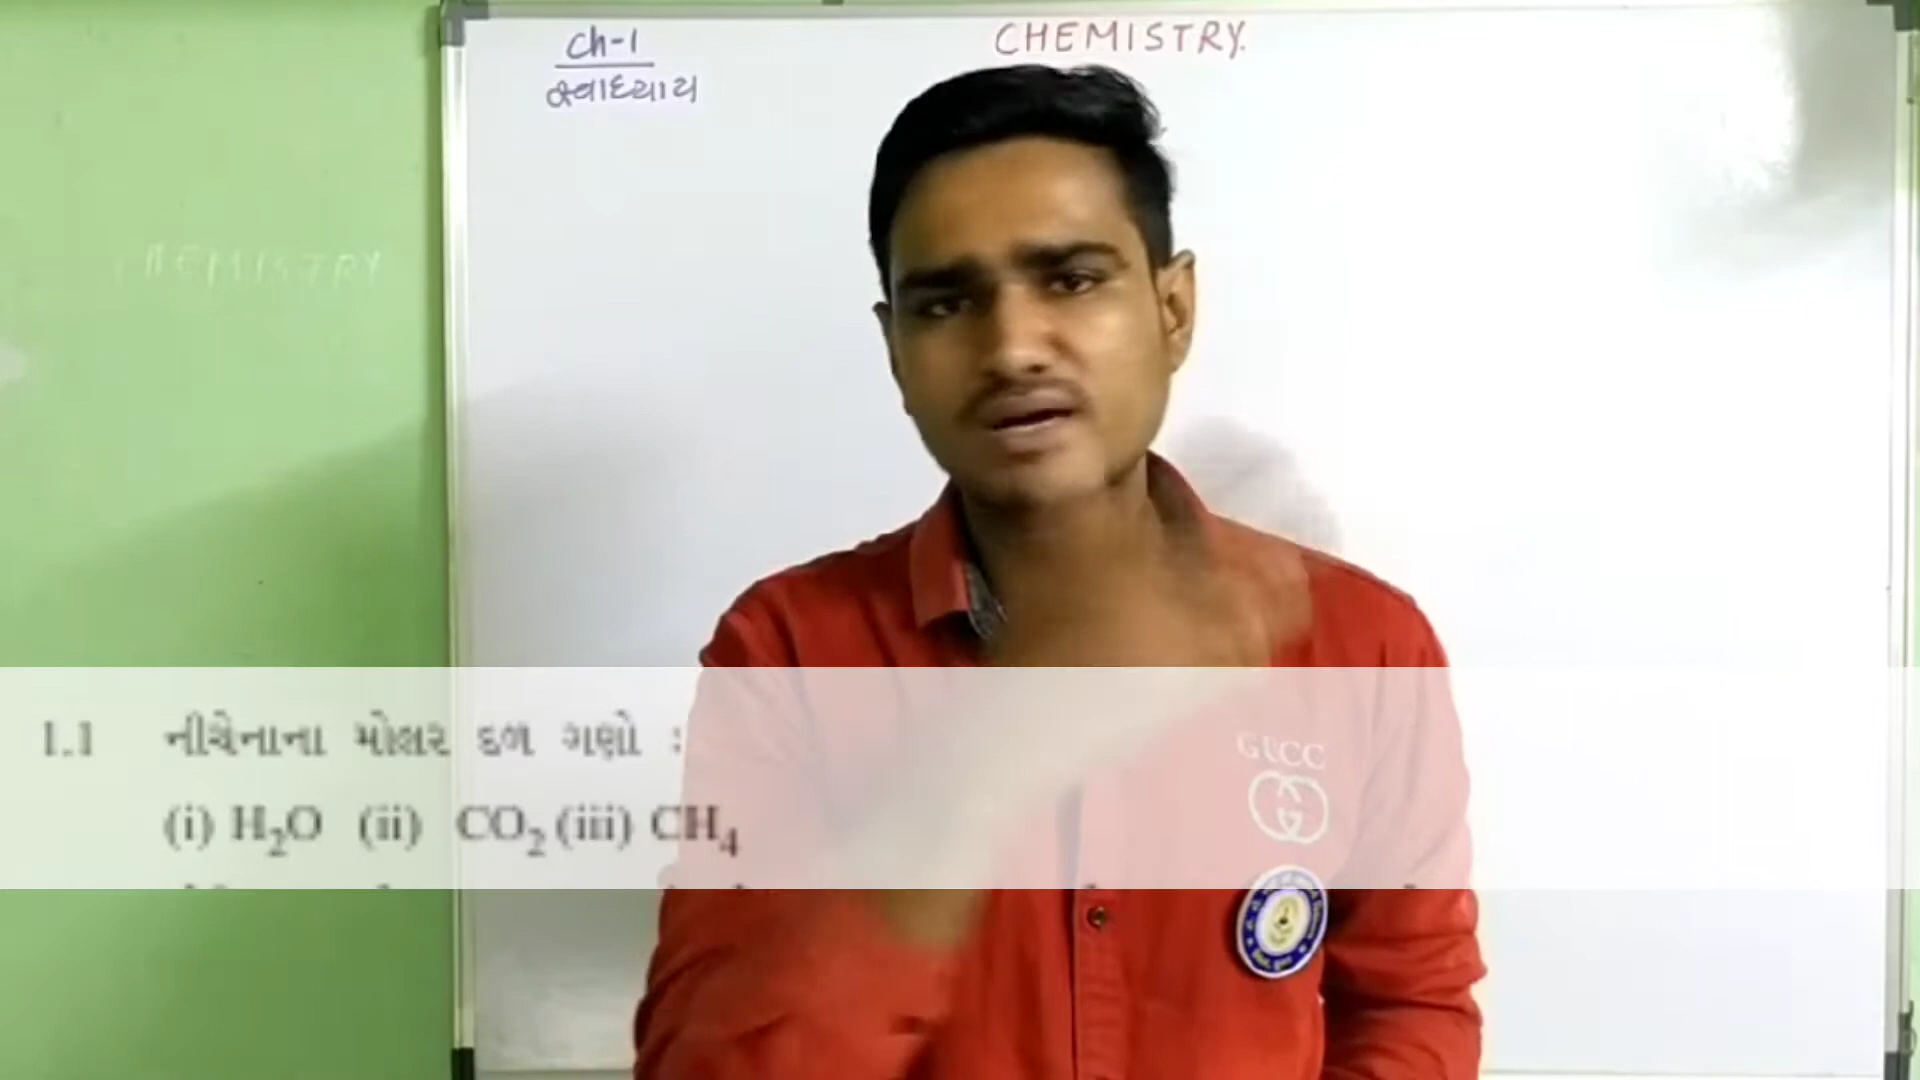 Ch-1
સ્વાધ્યાય
CHEMISTRY.
CHEMISTRY
1.1 નીચેનાના મોલર દળ ગણો :
(i) H₂O (ii) CO₂ (iii) CH₄
GUCC